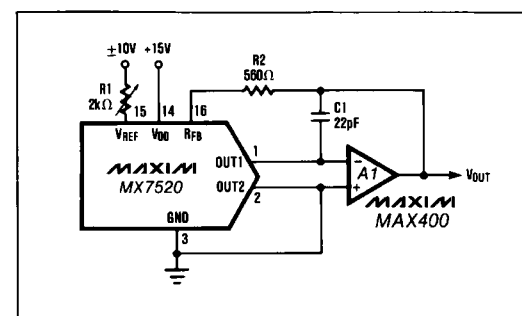 ±10V +15V
R1
2kΩ
R2
560Ω
15 14 16
C1
22pF
VREF VDD RFB
MAXIM
MX7520
OUT1 1
OUT2 2
GND
3
− 
+
A1
VOUT
MAXIM
MAX400